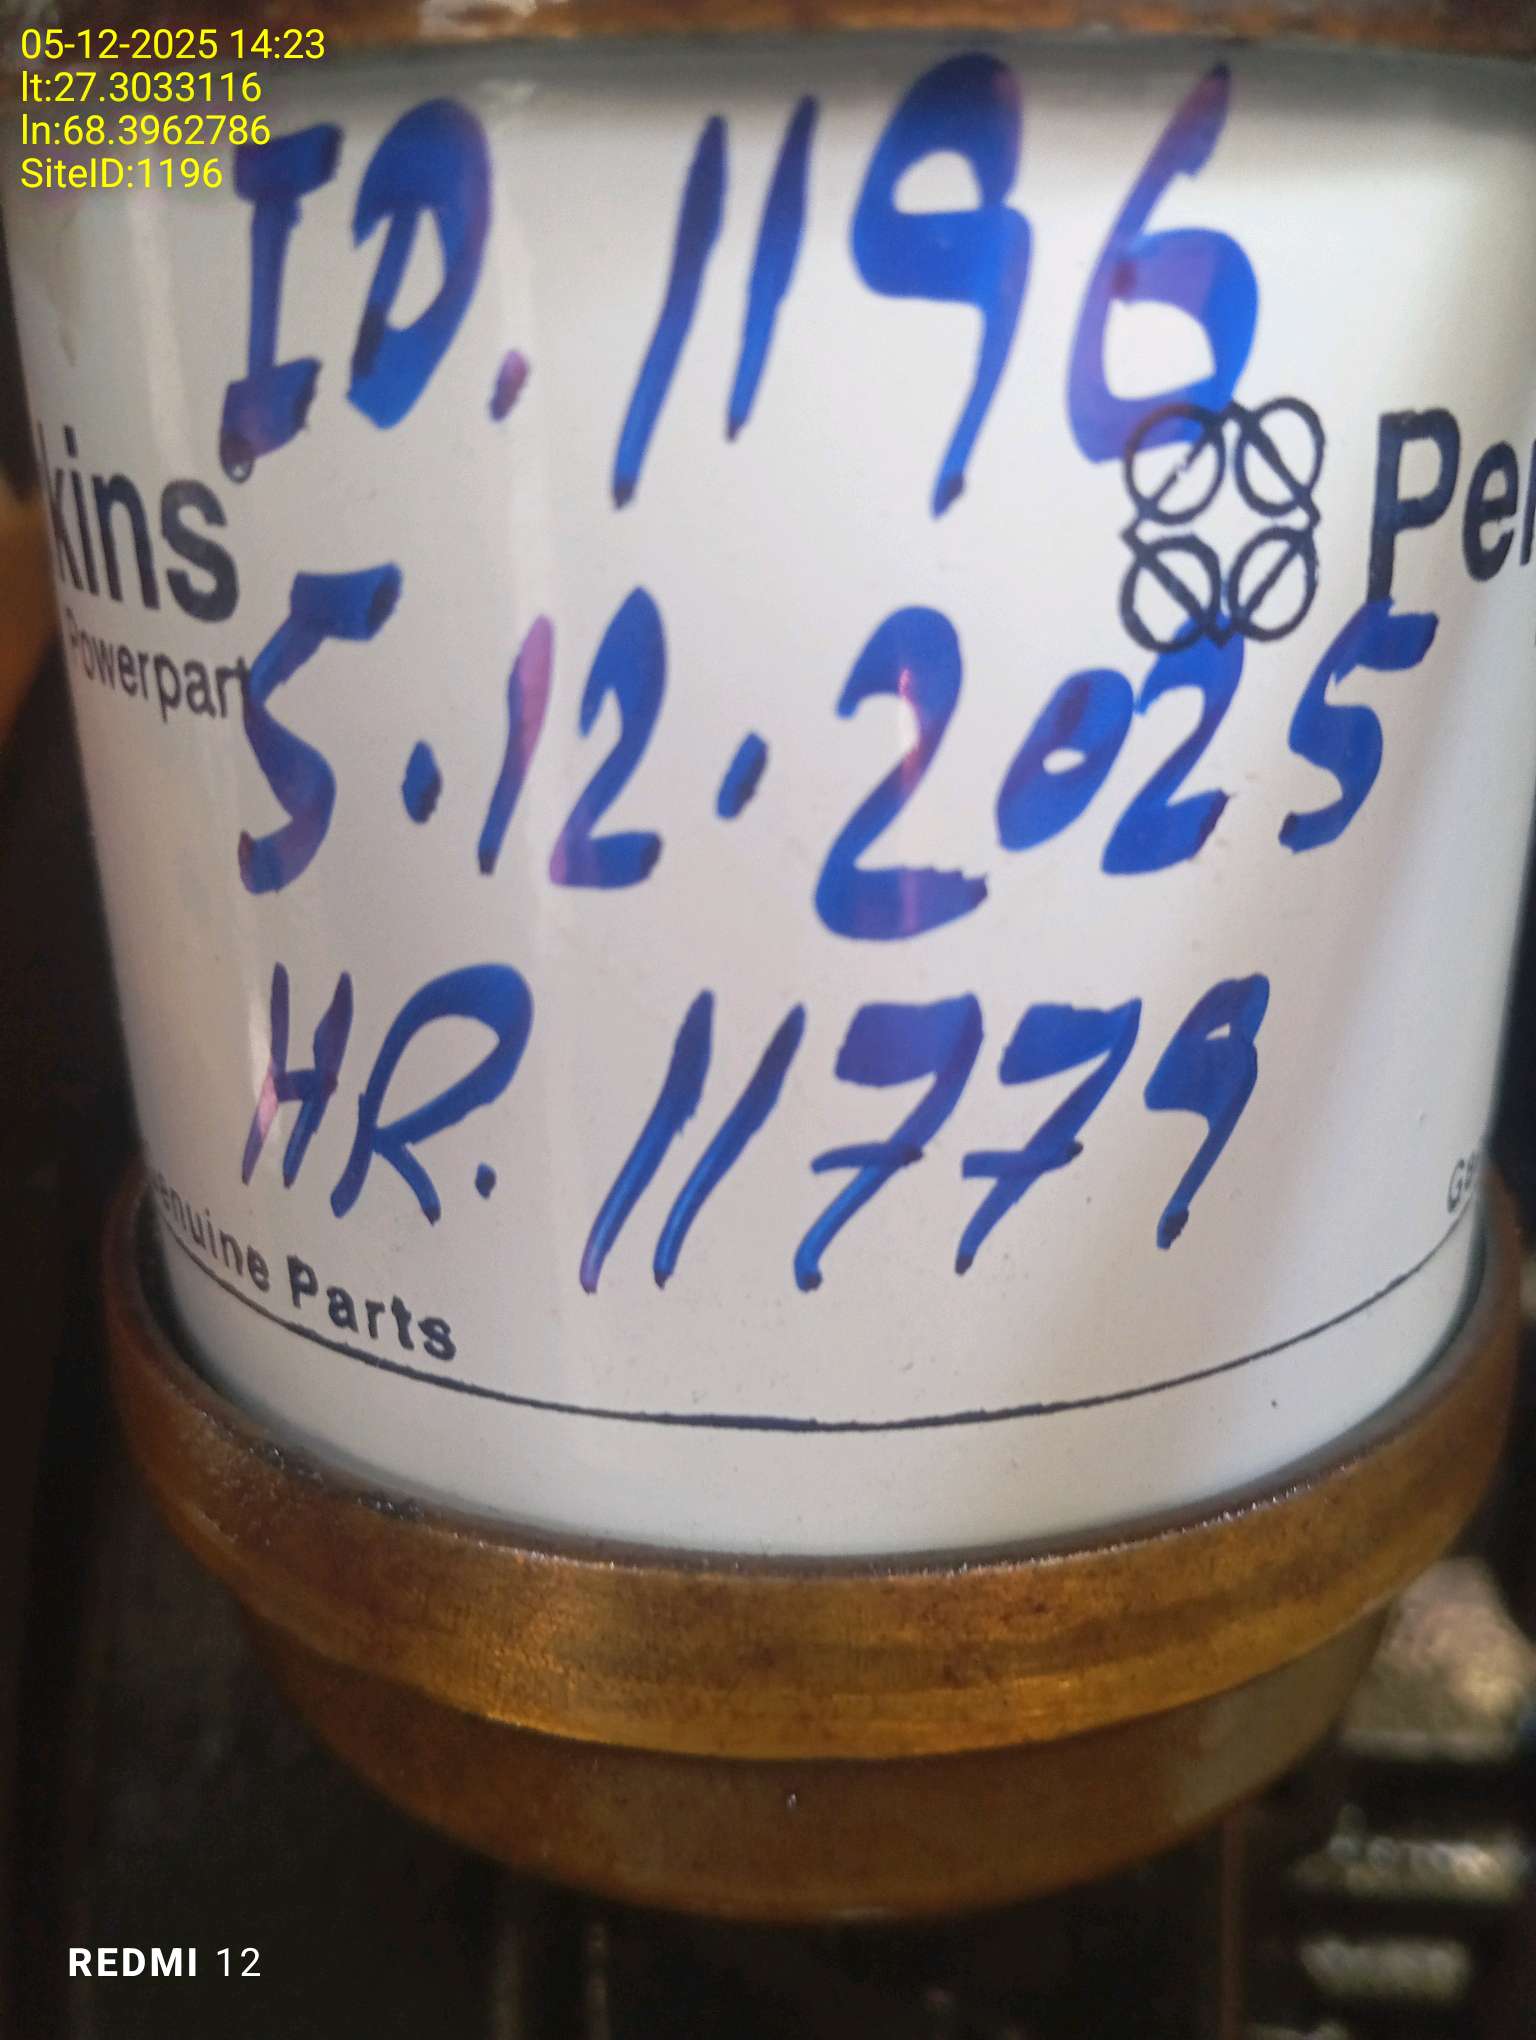 05-12-2025 14:23
lt:27.3033116
ln:68.3962786
SiteID:1196
ID. 1196
kins
Powerpart
Pe
5.12.2025
HR. 11779
enuine Parts
REDMI 12